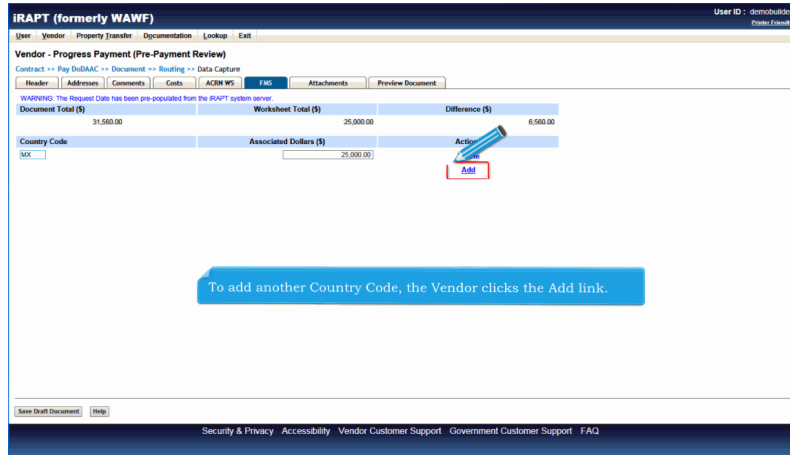 iRAPT (formerly WAWF)
User ID : demobuilde
Printer Friendl
User Vendor Property Transfer Documentation Lookup Exit
Vendor - Progress Payment (Pre-Payment Review)
Contract >> Pay DoDAAC >> Document >> Routing >> Data Capture
Header Addresses Comments Costs ACRN WS FMS Attachments Preview Document
WARNING: The Request Date has been pre-populated from the iRAPT system server.
Document Total ($) Worksheet Total ($) Difference ($)
31,560.00 25,000.00 6,560.00
Country Code Associated Dollars ($)
MX 25,000.00
Add
To add another Country Code, the Vendor clicks the Add link.
Save Draft Document Help
Security & Privacy Accessibility Vendor Customer Support Government Customer Support FAQ